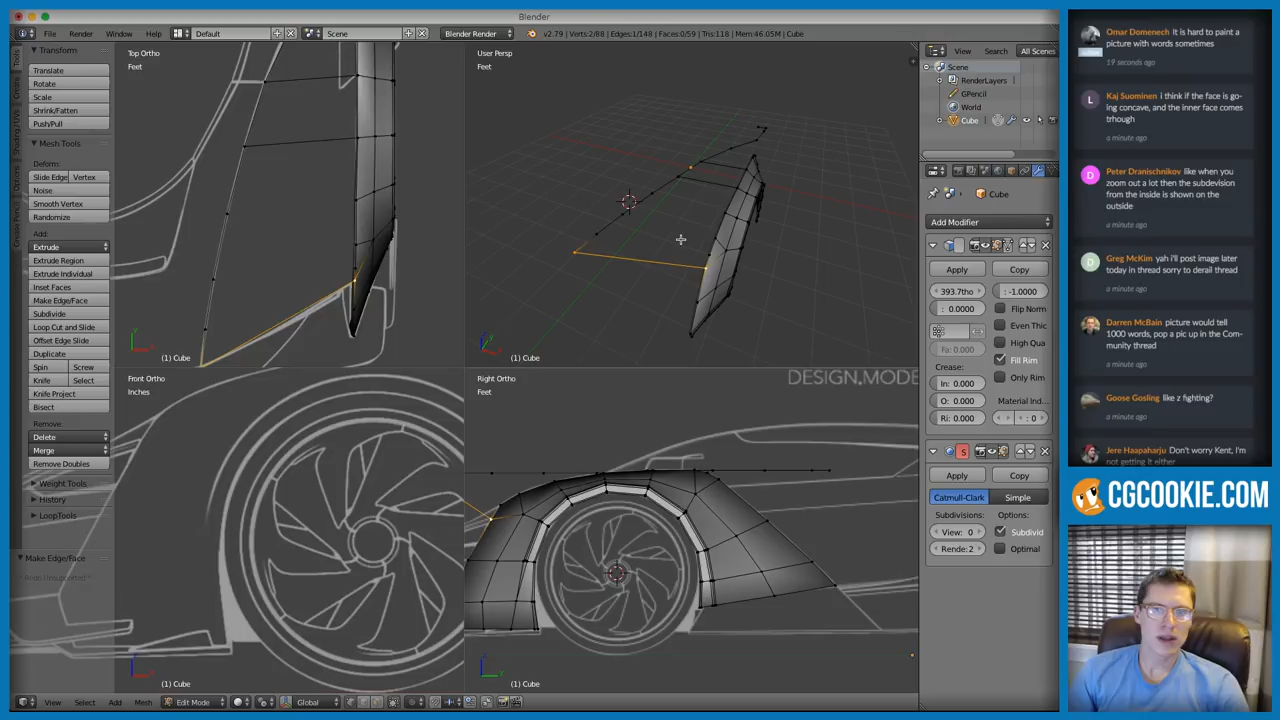 Blender
File Render Window Help Default Scene Blender Render v2.79 | Verts:2/88 | Edges:1/148 | Faces:0/59 | Tris:118 | Mem:46.05M | Cube
Transform
Translate
Rotate
Scale
Shrink/Fatten
Push/Pull
Mesh Tools
Deform:
Slide Edge Vertex
Noise
Smooth Vertex
Randomize
Add:
Extrude
Extrude Region
Extrude Individual
Inset Faces
Make Edge/Face
Subdivide
Loop Cut and Slide
Offset Edge Slide
Duplicate
Spin Screw
Knife Select
Knife Project
Bisect
Remove:
Delete
Merge
Remove Doubles
Weight Tools
History
LoopTools
Make Edge/Face
Redo Unsupported
Tools
Options
Top Ortho
Feet
(1) Cube
User Persp
Feet
(1) Cube
Front Ortho
Inches
(1) Cube
Right Ortho
Feet
DESIGN.MODE
(1) Cube
View Select Add Mesh Edit Mode Global
View Search All Scenes
Scene
RenderLayers
GPencil
World
Cube
Cube
Add Modifier
Apply Copy
393.7tho : -1.0000
: 0.0000 Flip Norm
Even Thic
High Qua
Fa: 0.000 Fill Rim
Crease: Only Rim
In: 0.000
O: 0.000 Material Ind...
Ri: 0.000 : 0
S
Apply Copy
Catmull-Clark Simple
Subdivisions: Options:
View: 0 Subdivid
Rende:2 Optimal
Omar Domenech It is hard to paint a
picture with words sometimes
19 seconds ago
L
Kaj Suominen i think if the face is go-
ing concave, and the inner face comes
trhough
a minute ago
P
Peter Dranischnikov like when you
zoom out a lot then the subdevision
from the inside is shown on the
outside
a minute ago
G
Greg McKim yah i'll post image later
today in thread sorry to derail thread
a minute ago
Darren McBain picture would tell
1000 words, pop a pic up in the Com-
munity thread
a minute ago
Goose Gosling like z fighting?
a minute ago
Jere Haapaharju Don't worry Kent, I'm
not getting it either
CGCOOKIE.COM